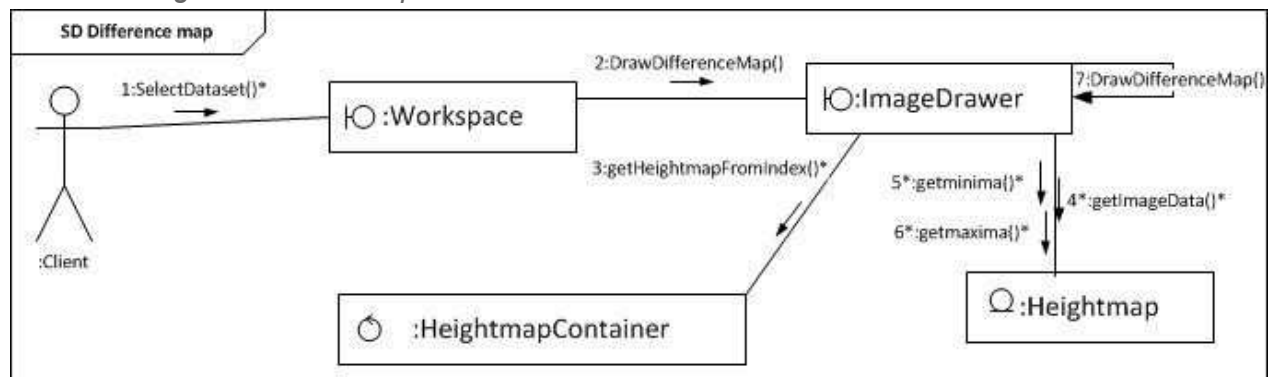 SD Difference map
1:SelectDataset()*
2:DrawDifferenceMap()
7:DrawDifferenceMap()
:Workspace
:ImageDrawer
3:getHeightmapFromIndex()*
5*:getminima()*
4*:getImageData()*
6*:getmaxima()*
:Client
:HeightmapContainer
:Heightmap